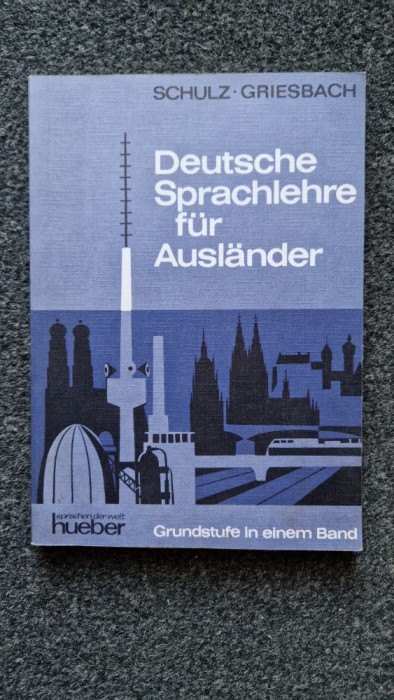 SCHULZ · GRIESBACH
Deutsche
Sprachlehre
für
Ausländer
sprachen der welt
hueber
Grundstufe in einem Band